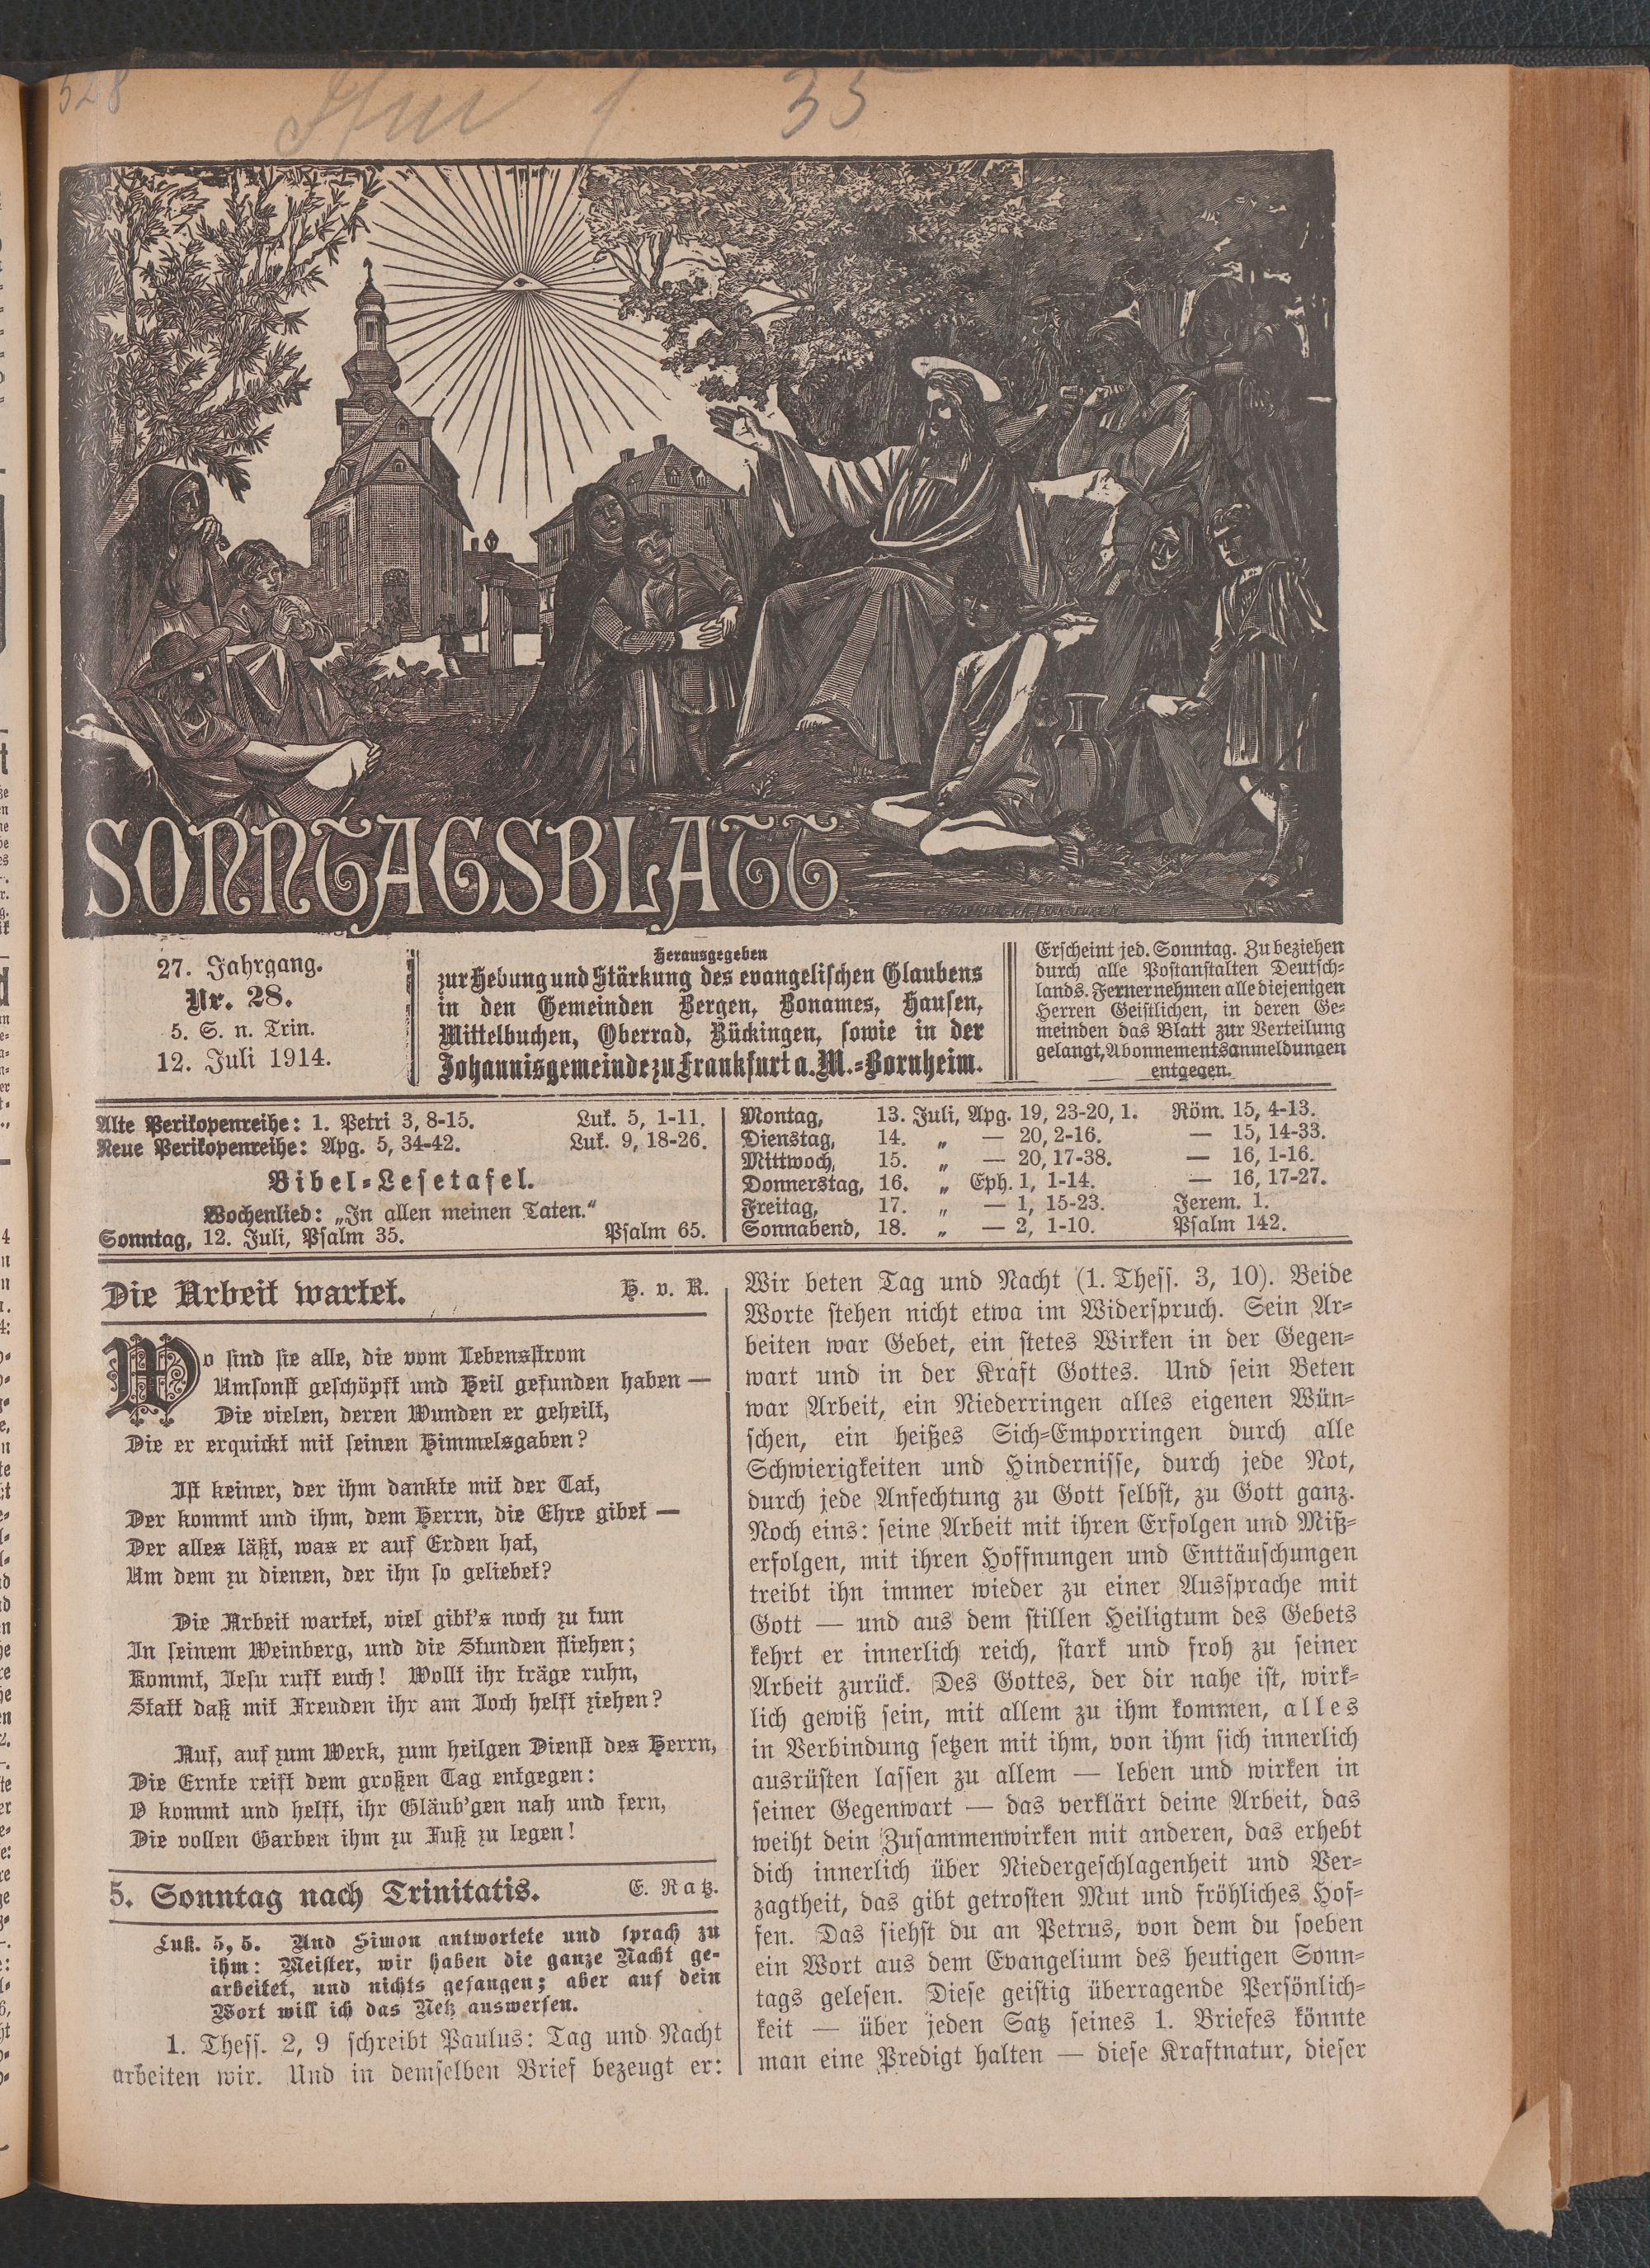 528
35
SONNTAGSBLATT
27. Jahrgang.
Nr. 28.
5. S. n. Trin.
12. Juli 1914.
Herausgegeben
zur Hebung und Stärkung des evangelischen Glaubens
in den Gemeinden Bergen, Bonames, Hausen,
Mittelbuchen, Oberrad, Rückingen, sowie in der
Johannisgemeinde zu Frankfurt a. M.-Bornheim.
Erscheint jed. Sonntag. Zu beziehen
durch alle Postanstalten Deutsch-
lands. Ferner nehmen alle diejenigen
Herren Geistlichen, in deren Ge-
meinden das Blatt zur Verteilung
gelangt, Abonnementsanmeldungen
entgegen.
Alte Perikopenreihe: 1. Petri 3, 8-15. Luk. 5, 1-11.
Neue Perikopenreihe: Apg. 5, 34-42. Luk. 9, 18-26.
Bibel-Lesetafel.
Wochenlied: „In allen meinen Taten.“
Sonntag, 12. Juli, Psalm 35. Psalm 65.
Montag, 13. Juli, Apg. 19, 23-20, 1. Röm. 15, 4-13.
Dienstag, 14. „ — 20, 2-16. — 15, 14-33.
Mittwoch, 15. „ — 20, 17-38. — 16, 1-16.
Donnerstag, 16. „ Eph. 1, 1-14. — 16, 17-27.
Freitag, 17. „ — 1, 15-23. Jerem. 1.
Sonnabend, 18. „ — 2, 1-10. Psalm 142.
Die Arbeit wartet. H. v. R.
Wo sind sie alle, die vom Lebensstrom
Umsonst geschöpft und Heil gefunden haben —
Die vielen, deren Wunden er geheilt,
Die er erquickt mit seinen Himmelsgaben?
Ist keiner, der ihm dankte mit der Tat,
Der kommt und ihm, dem Herrn, die Ehre gibet —
Der alles läßt, was er auf Erden hat,
Um dem zu dienen, der ihn so geliebet?
Die Arbeit wartet, viel gibt's noch zu tun
In seinem Weinberg, und die Stunden fliehen;
Kommt, Jesu ruft euch! Wollt ihr träge ruhn,
Statt daß mit Freuden ihr am Joch helft ziehen?
Auf, auf zum Werk, zum heilgen Dienst des Herrn,
Die Ernte reift dem großen Tag entgegen:
O kommt und helft, ihr Gläub'gen nah und fern,
Die vollen Garben ihm zu Fuß zu legen!
5. Sonntag nach Trinitatis. E. Ratz.
Luk. 5, 5. Und Simon antwortete und sprach zu
ihm: Meister, wir haben die ganze Nacht ge-
arbeitet, und nichts gefangen; aber auf dein
Wort will ich das Netz auswerfen.
1. Thess. 2, 9 schreibt Paulus: Tag und Nacht
arbeiten wir. Und in demselben Brief bezeugt er:
Wir beten Tag und Nacht (1. Thess. 3, 10). Beide
Worte stehen nicht etwa im Widerspruch. Sein Ar-
beiten war Gebet, ein stetes Wirken in der Gegen-
wart und in der Kraft Gottes. Und sein Beten
war Arbeit, ein Niederringen alles eigenen Wün-
schen, ein heißes Sich-Emporringen durch alle
Schwierigkeiten und Hindernisse, durch jede Not,
durch jede Anfechtung zu Gott selbst, zu Gott ganz.
Noch eins: seine Arbeit mit ihren Erfolgen und Miß-
erfolgen, mit ihren Hoffnungen und Enttäuschungen
treibt ihn immer wieder zu einer Aussprache mit
Gott — und aus dem stillen Heiligtum des Gebets
kehrt er innerlich reich, stark und froh zu seiner
Arbeit zurück. Des Gottes, der dir nahe ist, wirk-
lich gewiß sein, mit allem zu ihm kommen, alles
in Verbindung setzen mit ihm, von ihm sich innerlich
ausrüsten lassen zu allem — leben und wirken in
seiner Gegenwart — das verklärt deine Arbeit, das
weiht dein Zusammenwirken mit anderen, das erhebt
dich innerlich über Niedergeschlagenheit und Ver-
zagtheit, das gibt getrosten Mut und fröhliches Hof-
fen. Das siehst du an Petrus, von dem du soeben
ein Wort aus dem Evangelium des heutigen Sonn-
tags gelesen. Diese geistig überragende Persönlich-
keit — über jeden Satz seines 1. Briefes könnte
man eine Predigt halten — diese Kraftnatur, dieser